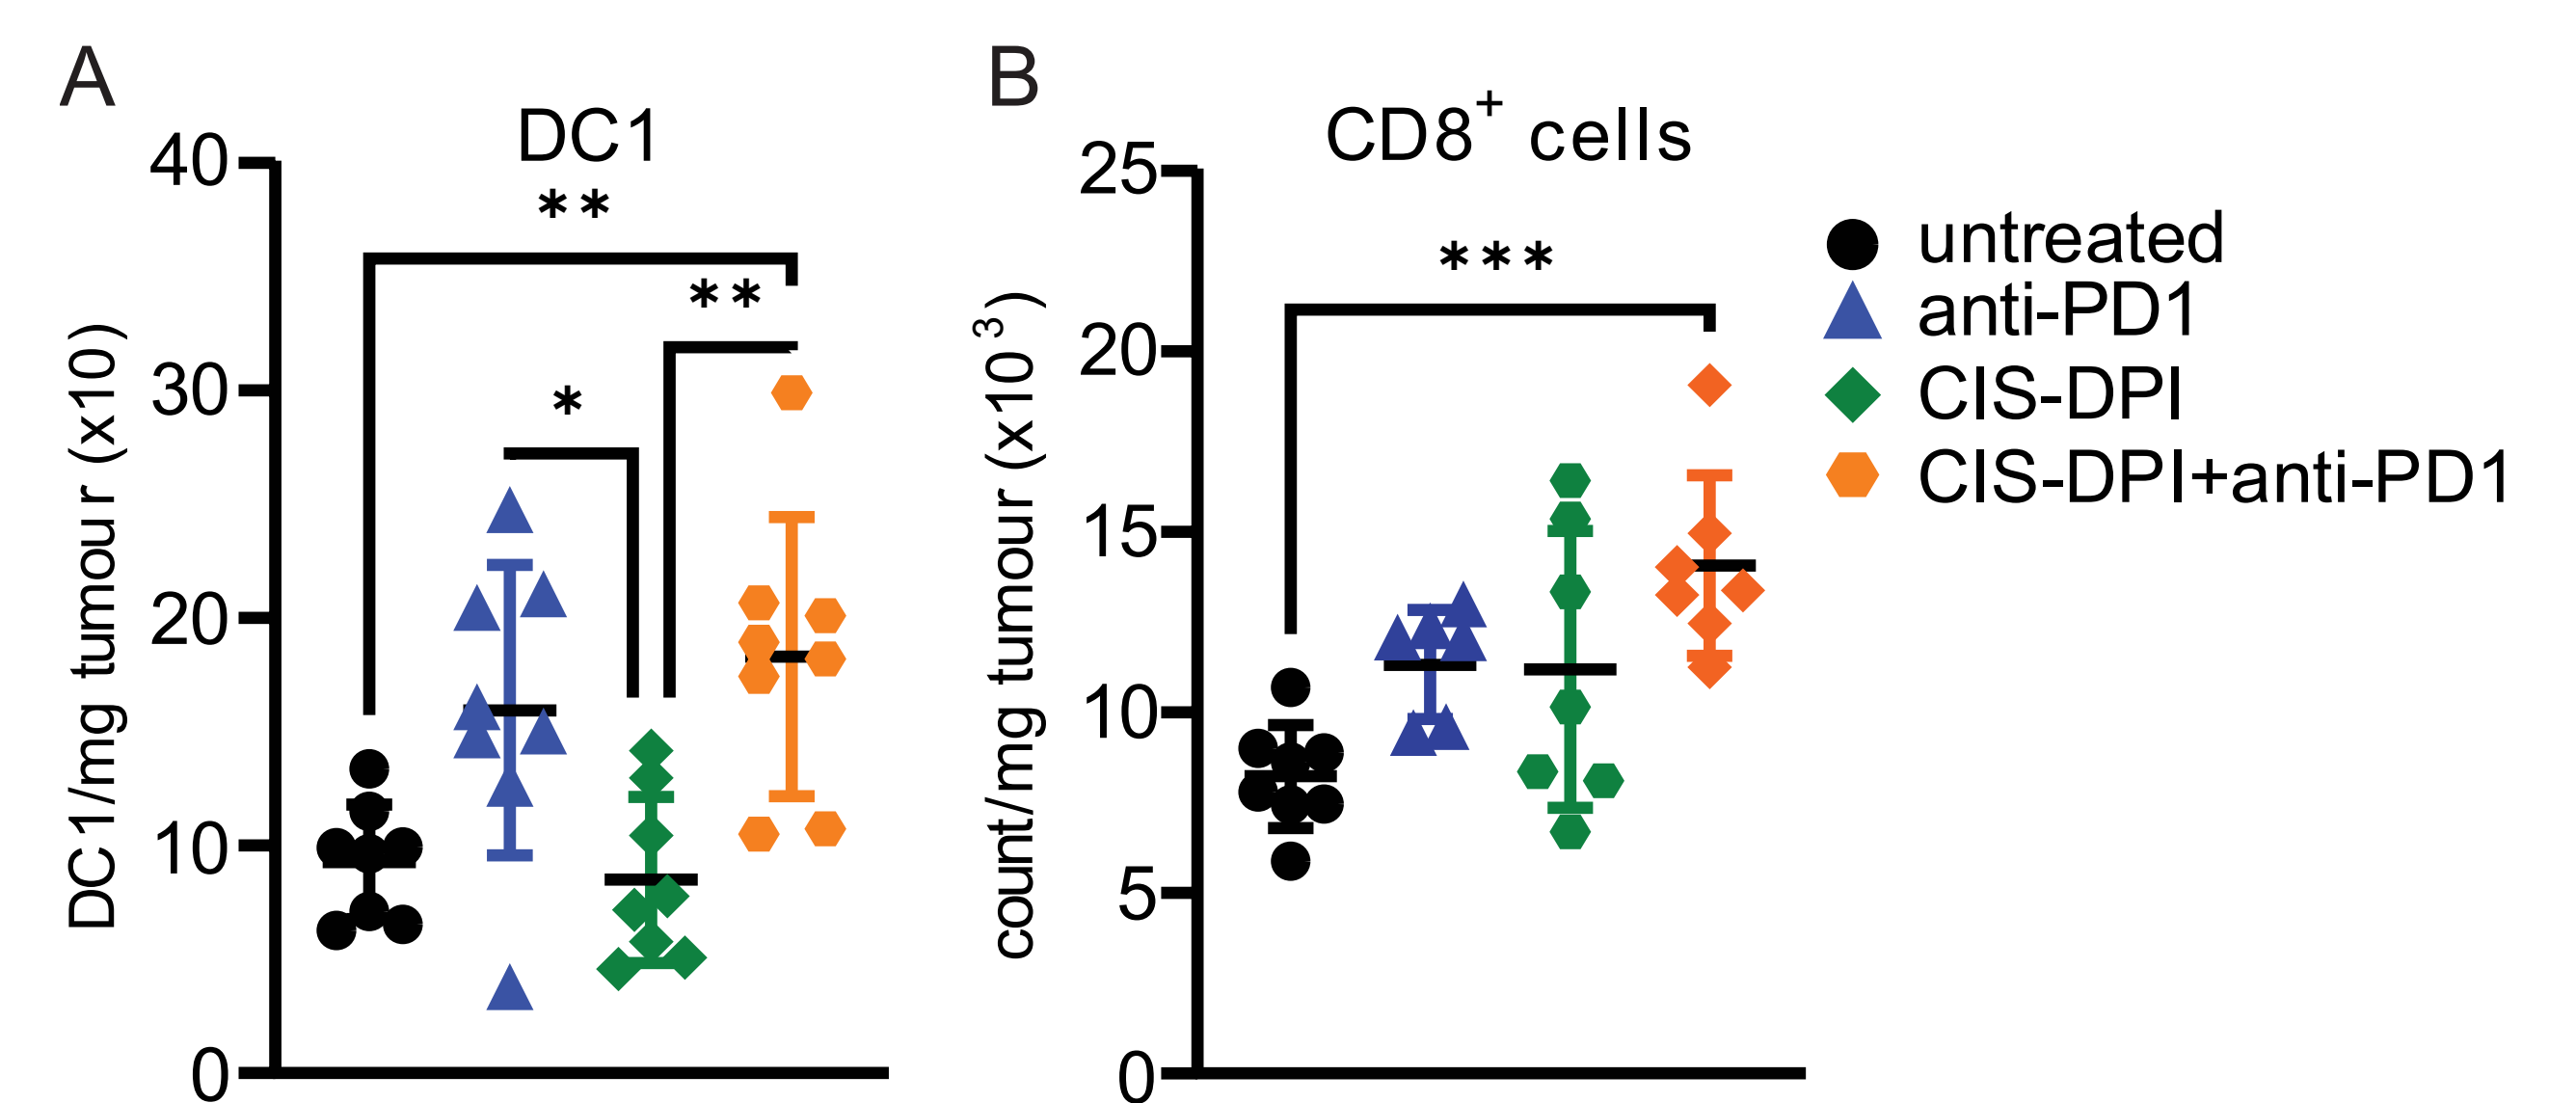 A
DC1
40
30
20
10
0
DC1/mg tumour (x10)
**
**
*
B
CD8⁺ cells
25
20
15
10
5
0
count/mg tumour (x10³)
***
untreated
anti-PD1
CIS-DPI
CIS-DPI+anti-PD1